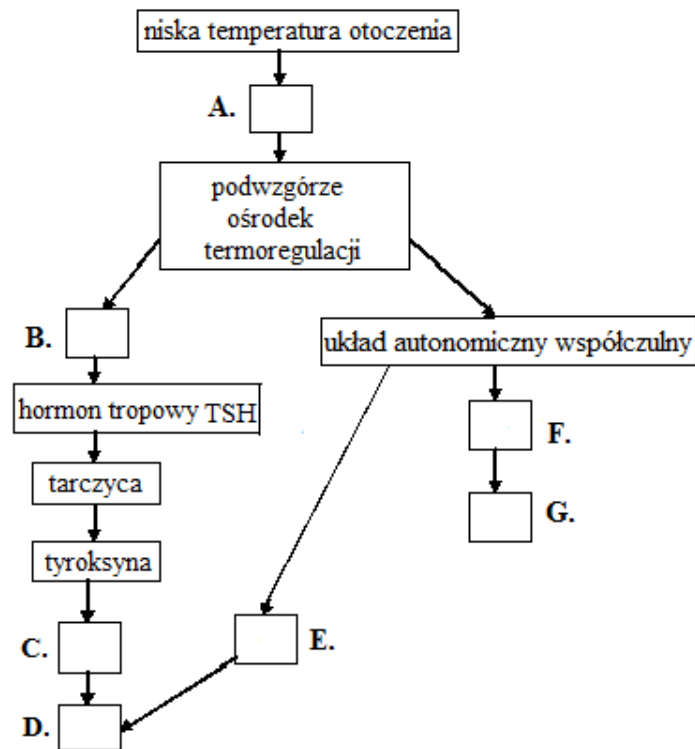 niska temperatura otoczenia
A.
podwzgórze
ośrodek
termoregulacji
B.
układ autonomiczny współczulny
hormon tropowy TSH
F.
tarczyca
G.
tyroksyna
C.
E.
D.